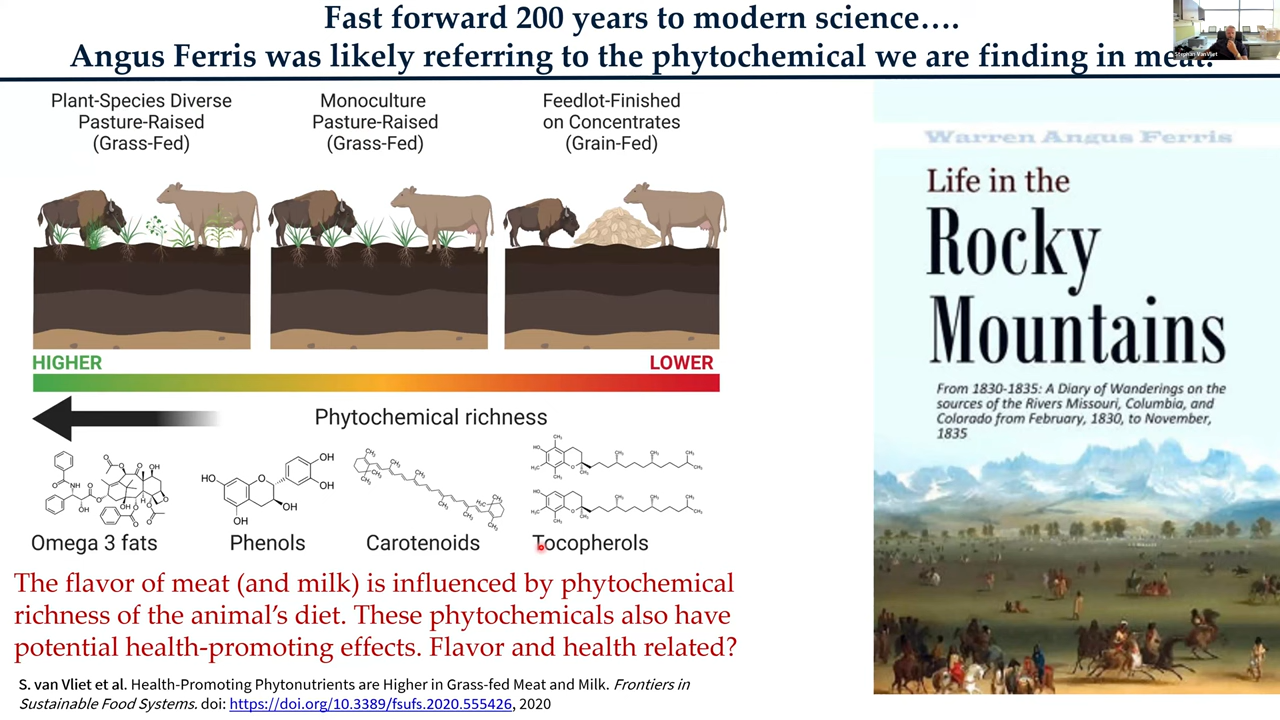 Fast forward 200 years to modern science….
Angus Ferris was likely referring to the phytochemical we are finding in meat.
Stephan VanVliet
Plant-Species Diverse
Pasture-Raised
(Grass-Fed)
Monoculture
Pasture-Raised
(Grass-Fed)
Feedlot-Finished
on Concentrates
(Grain-Fed)
HIGHER
LOWER
Phytochemical richness
Omega 3 fats
Phenols
Carotenoids
Tocopherols
The flavor of meat (and milk) is influenced by phytochemical
richness of the animal's diet. These phytochemicals also have
potential health-promoting effects. Flavor and health related?
S. van Vliet et al. Health-Promoting Phytonutrients are Higher in Grass-fed Meat and Milk. Frontiers in
Sustainable Food Systems. doi: https://doi.org/10.3389/fsufs.2020.555426, 2020
Warren Angus Ferris
Life in the
Rocky
Mountains
From 1830-1835: A Diary of Wanderings on the
sources of the Rivers Missouri, Columbia, and
Colorado from February, 1830, to November,
1835